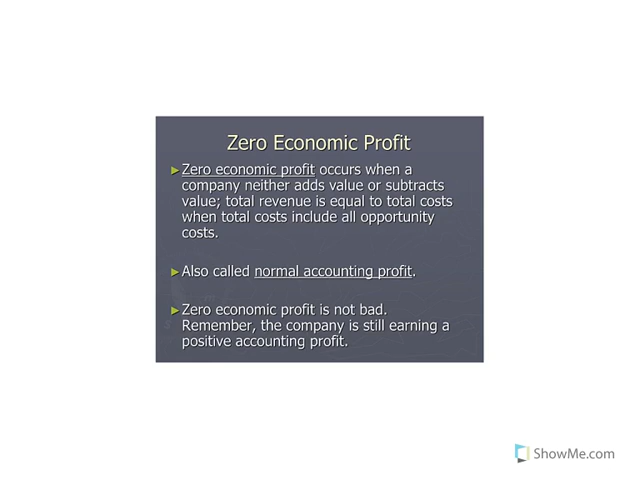 Zero Economic Profit
►Zero economic profit occurs when a
company neither adds value or subtracts
value; total revenue is equal to total costs
when total costs include all opportunity
costs.
►Also called normal accounting profit.
►Zero economic profit is not bad.
Remember, the company is still earning a
positive accounting profit.
ShowMe.com